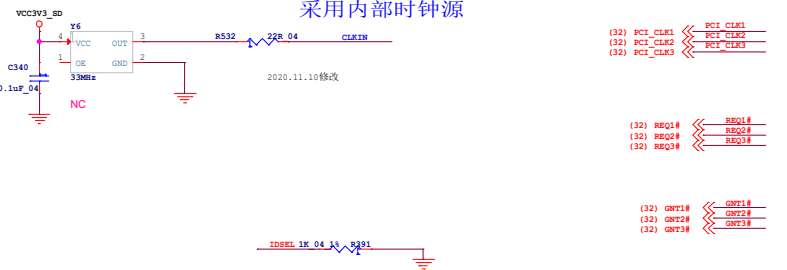 采用内部时钟源
VCC3V3_SD
Y6
4 VCC OUT 3
1 OE GND 2
33MHz
NC
C340
0.1uF_04
R532 22R_04 CLKIN
2020.11.10修改
(32) PCI_CLK1 PCI_CLK1
(32) PCI_CLK2 PCI_CLK2
(32) PCI_CLK3 PCI_CLK3
(32) REQ1# REQ1#
(32) REQ2# REQ2#
(32) REQ3# REQ3#
(32) GNT1# GNT1#
(32) GNT2# GNT2#
(32) GNT3# GNT3#
IDSEL 1K_04_1% R391